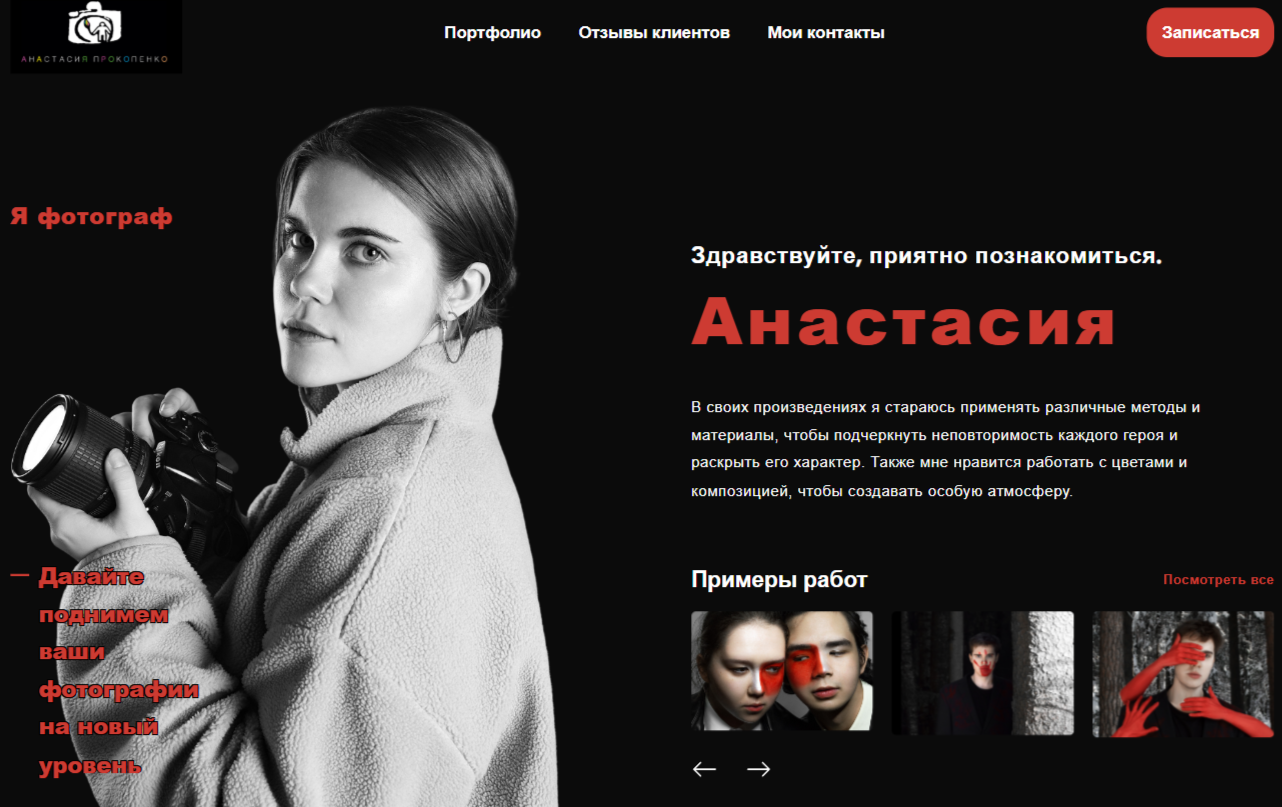 АНАСТАСИЯ ПРОКОПЕНКО
Портфолио
Отзывы клиентов
Мои контакты
Записаться
Я фотограф
— Давайте
поднимем
ваши
фотографии
на новый
уровень
Здравствуйте, приятно познакомиться.
Анастасия
В своих произведениях я стараюсь применять различные методы и
материалы, чтобы подчеркнуть неповторимость каждого героя и
раскрыть его характер. Также мне нравится работать с цветами и
композицией, чтобы создавать особую атмосферу.
Примеры работ
Посмотреть все